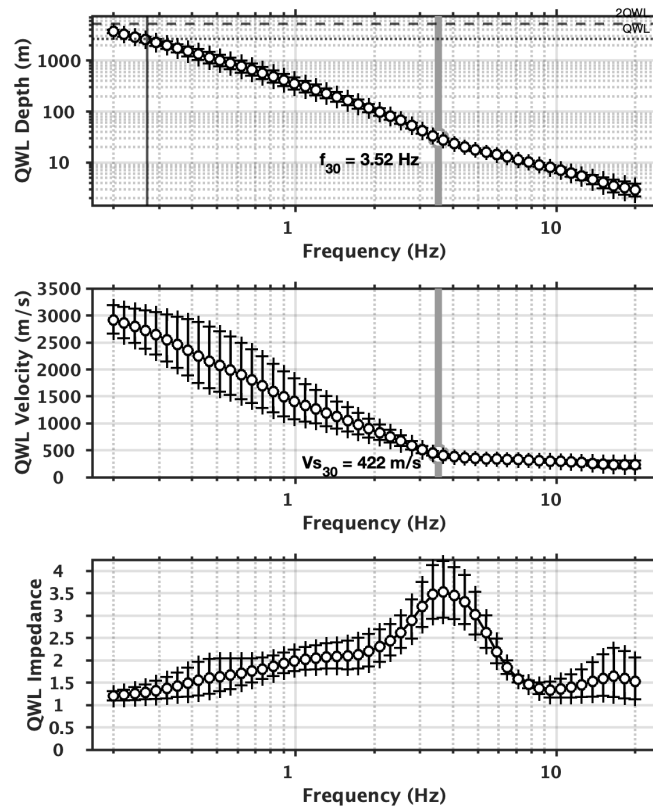 2QWL
QWL
1000
100
10
QWL Depth (m)
f30 = 3.52 Hz
1
10
Frequency (Hz)
3500
3000
2500
2000
1500
1000
500
0
QWL Velocity (m/s)
Vs30 = 422 m/s
1
10
Frequency (Hz)
4
3.5
3
2.5
2
1.5
1
0.5
0
QWL Impedance
1
10
Frequency (Hz)